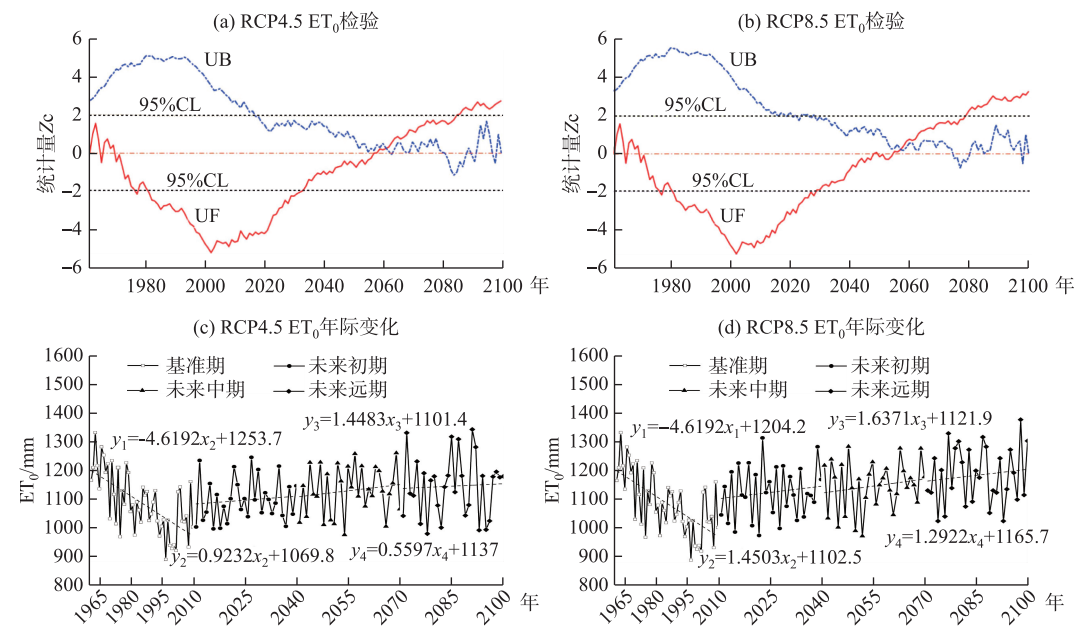 (a) RCP4.5 ET0检验
6
4
2
0
−2
−4
−6
统计量Zc
UB
95%CL
95%CL
UF
1980 2000 2020 2040 2060 2080 2100 年
(b) RCP8.5 ET0检验
6
4
2
0
−2
−4
−6
统计量Zc
UB
95%CL
95%CL
UF
1980 2000 2020 2040 2060 2080 2100 年
(c) RCP4.5 ET0年际变化
1600
1500
1400
1300
1200
1100
1000
900
800
ET0/mm
基准期 未来初期
未来中期 未来远期
y3=1.4483x3+1101.4
y1=−4.6192x2+1253.7
y2=0.9232x2+1069.8
y4=0.5597x4+1137
1965 1980 1995 2010 2025 2040 2055 2070 2085 2100 年
(d) RCP8.5 ET0年际变化
1600
1500
1400
1300
1200
1100
1000
900
800
ET0/mm
基准期 未来初期
未来中期 未来远期
y3=1.6371x3+1121.9
y1=−4.6192x1+1204.2
y4=1.2922x4+1165.7
y2=1.4503x2+1102.5
1965 1980 1995 2010 2025 2040 2055 2070 2085 2100 年